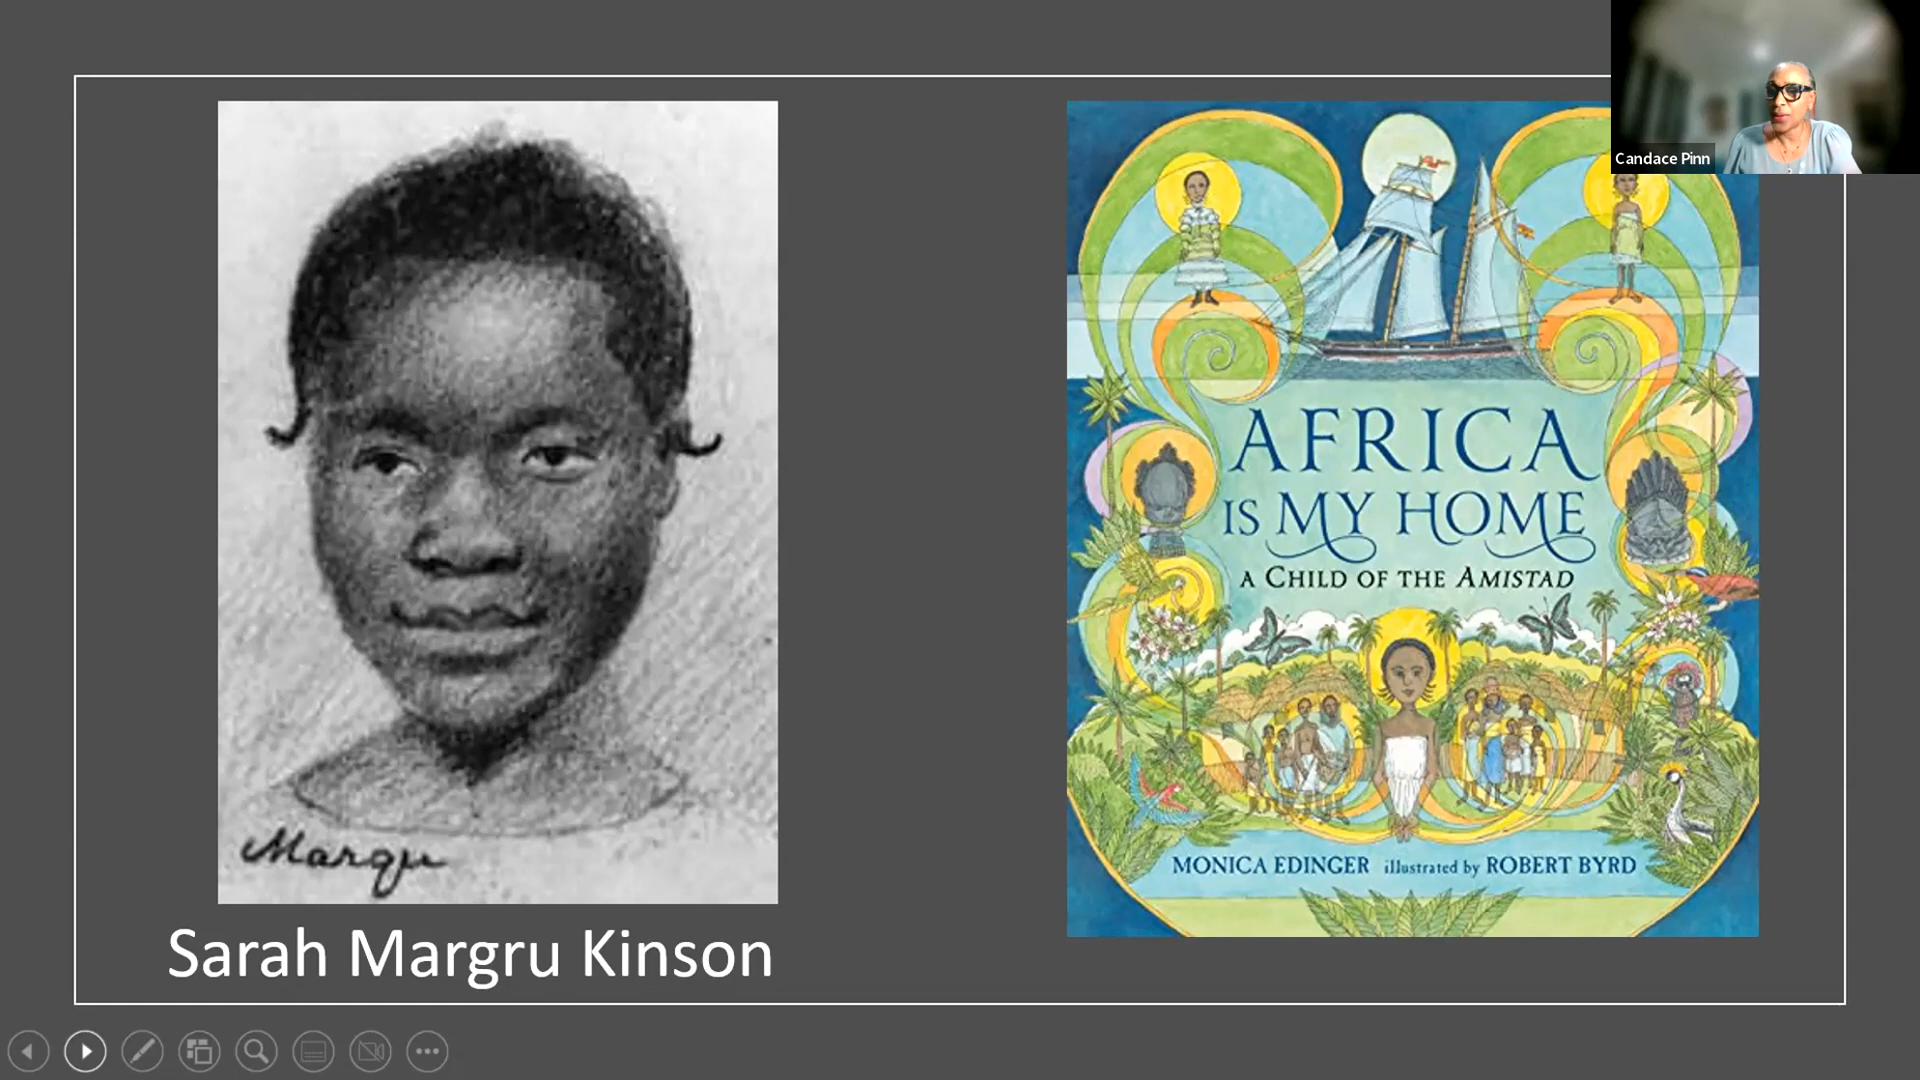 Candace Pinn
AFRICA
IS MY HOME
A CHILD OF THE AMISTAD
MONICA EDINGER illustrated by ROBERT BYRD
Margru
Sarah Margru Kinson